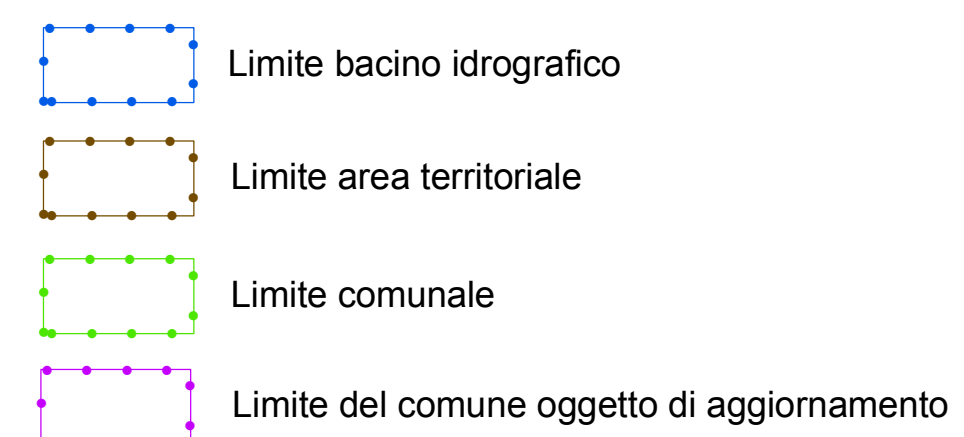 Limite bacino idrografico
Limite area territoriale
Limite comunale
Limite del comune oggetto di aggiornamento